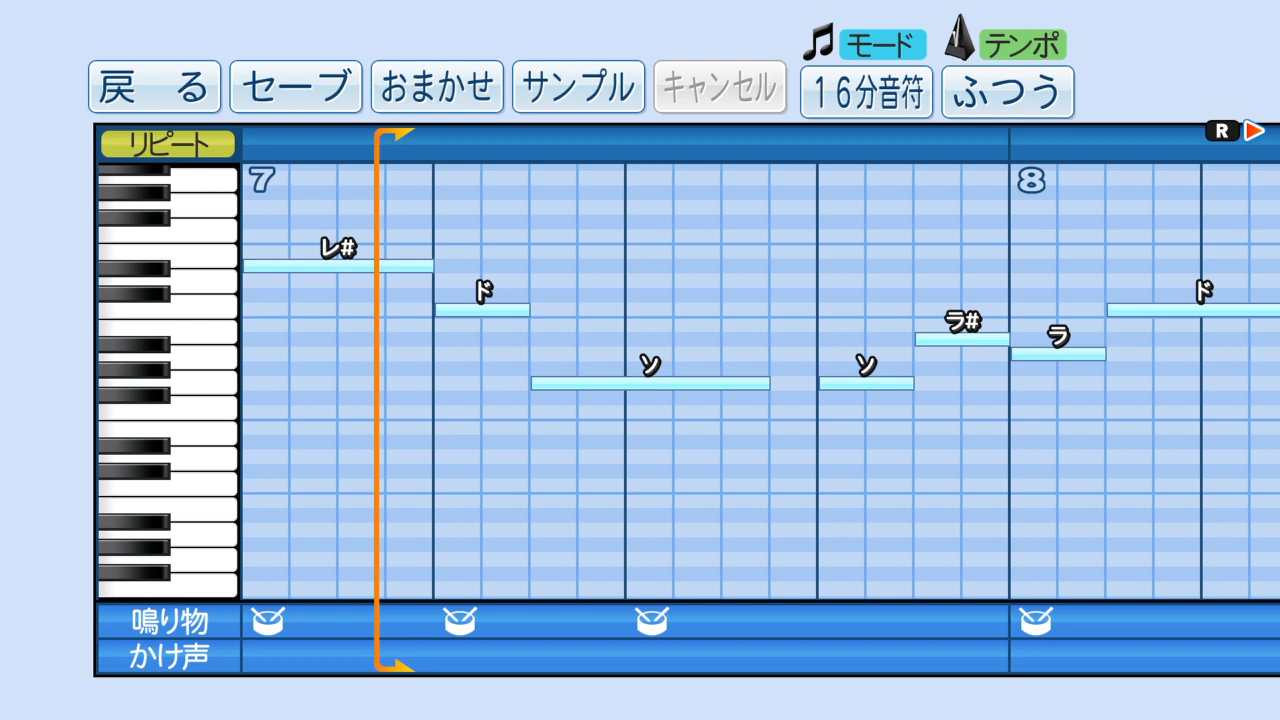 モード テンポ
戻る セーブ おまかせ サンプル キャンセル 16分音符 ふつう
リピート R
7 8
レ#
ド ド
ラ# ラ
ソ ソ
鳴り物
かけ声